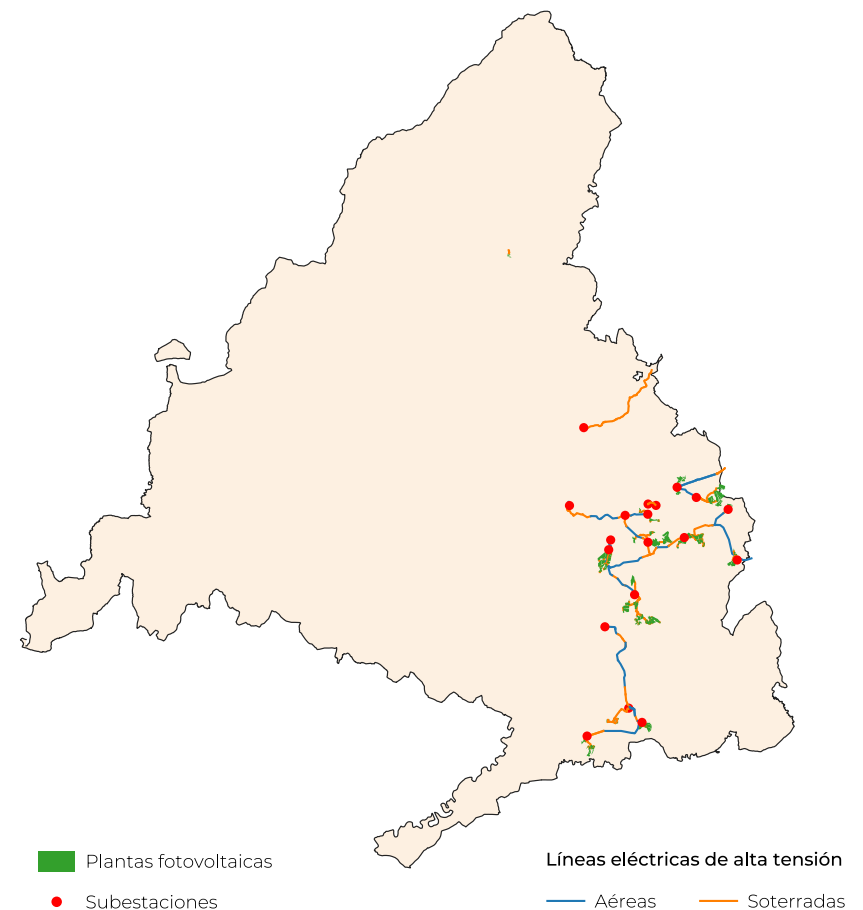 Plantas fotovoltaicas
Subestaciones
Líneas eléctricas de alta tensión
Aéreas
Soterradas